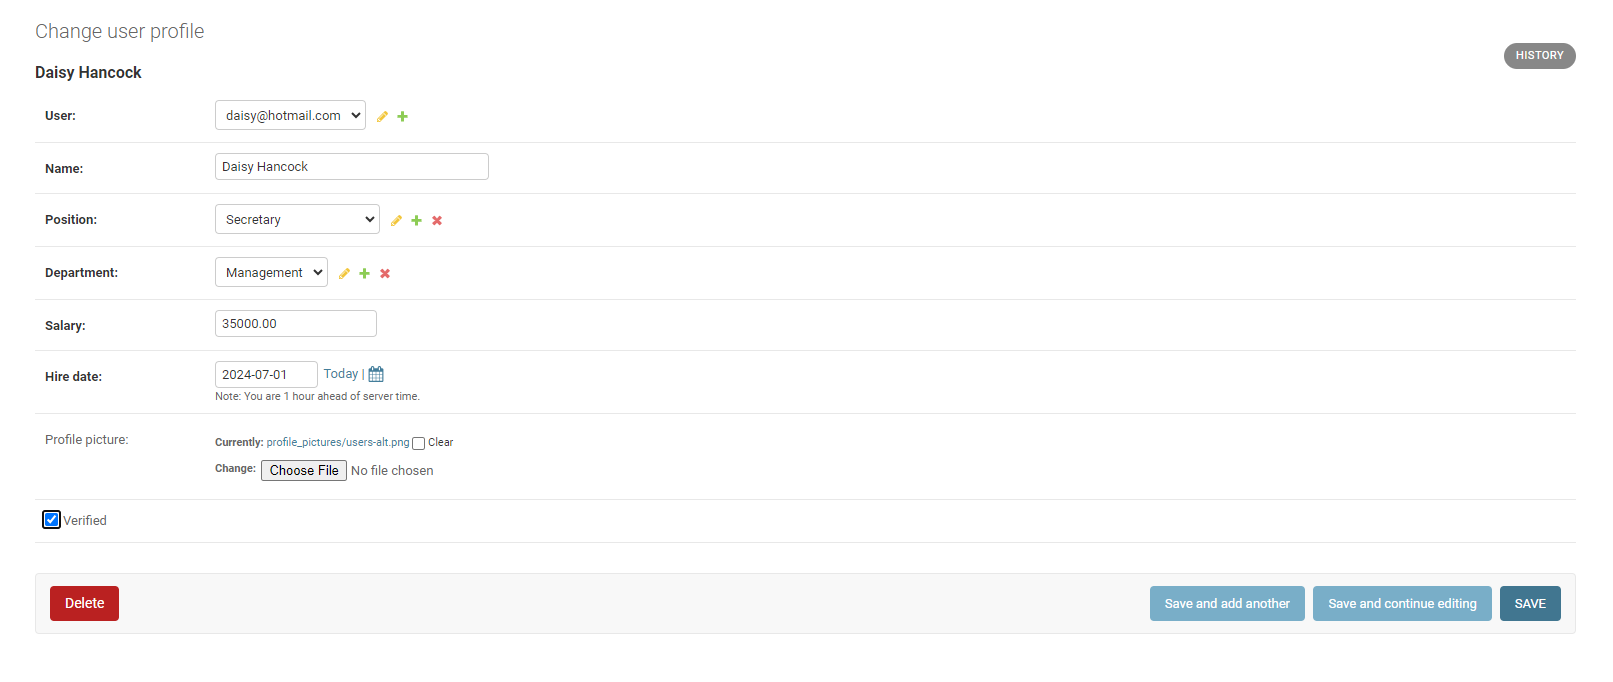 Change user profile
HISTORY
Daisy Hancock
User: daisy@hotmail.com
Name: Daisy Hancock
Position: Secretary
Department: Management
Salary: 35000.00
Hire date: 2024-07-01 Today |
Note: You are 1 hour ahead of server time.
Profile picture: Currently: profile_pictures/users-alt.png Clear
Change: Choose File No file chosen
Verified
Delete Save and add another Save and continue editing SAVE